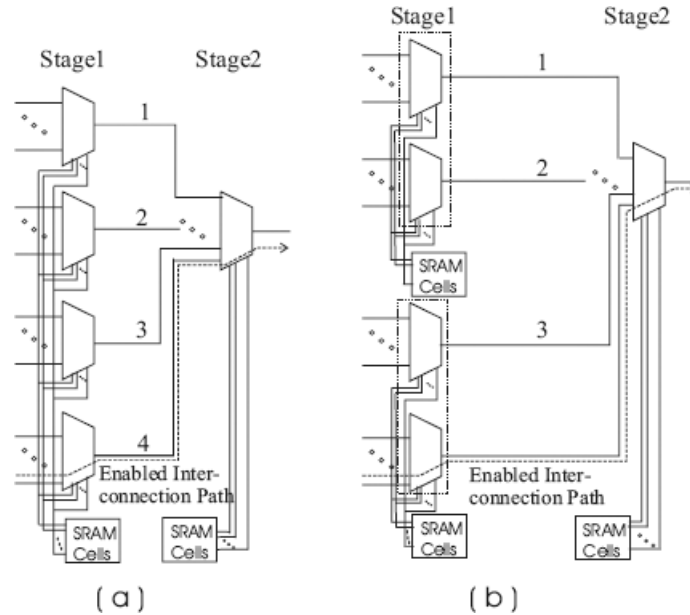 Stage1
Stage2
1
2
3
4
Enabled Inter-
connection Path
SRAM
Cells
SRAM
Cells
(a)
Stage1
Stage2
1
2
SRAM
Cells
3
Enabled Inter-
connection Path
SRAM
Cells
SRAM
Cells
(b)